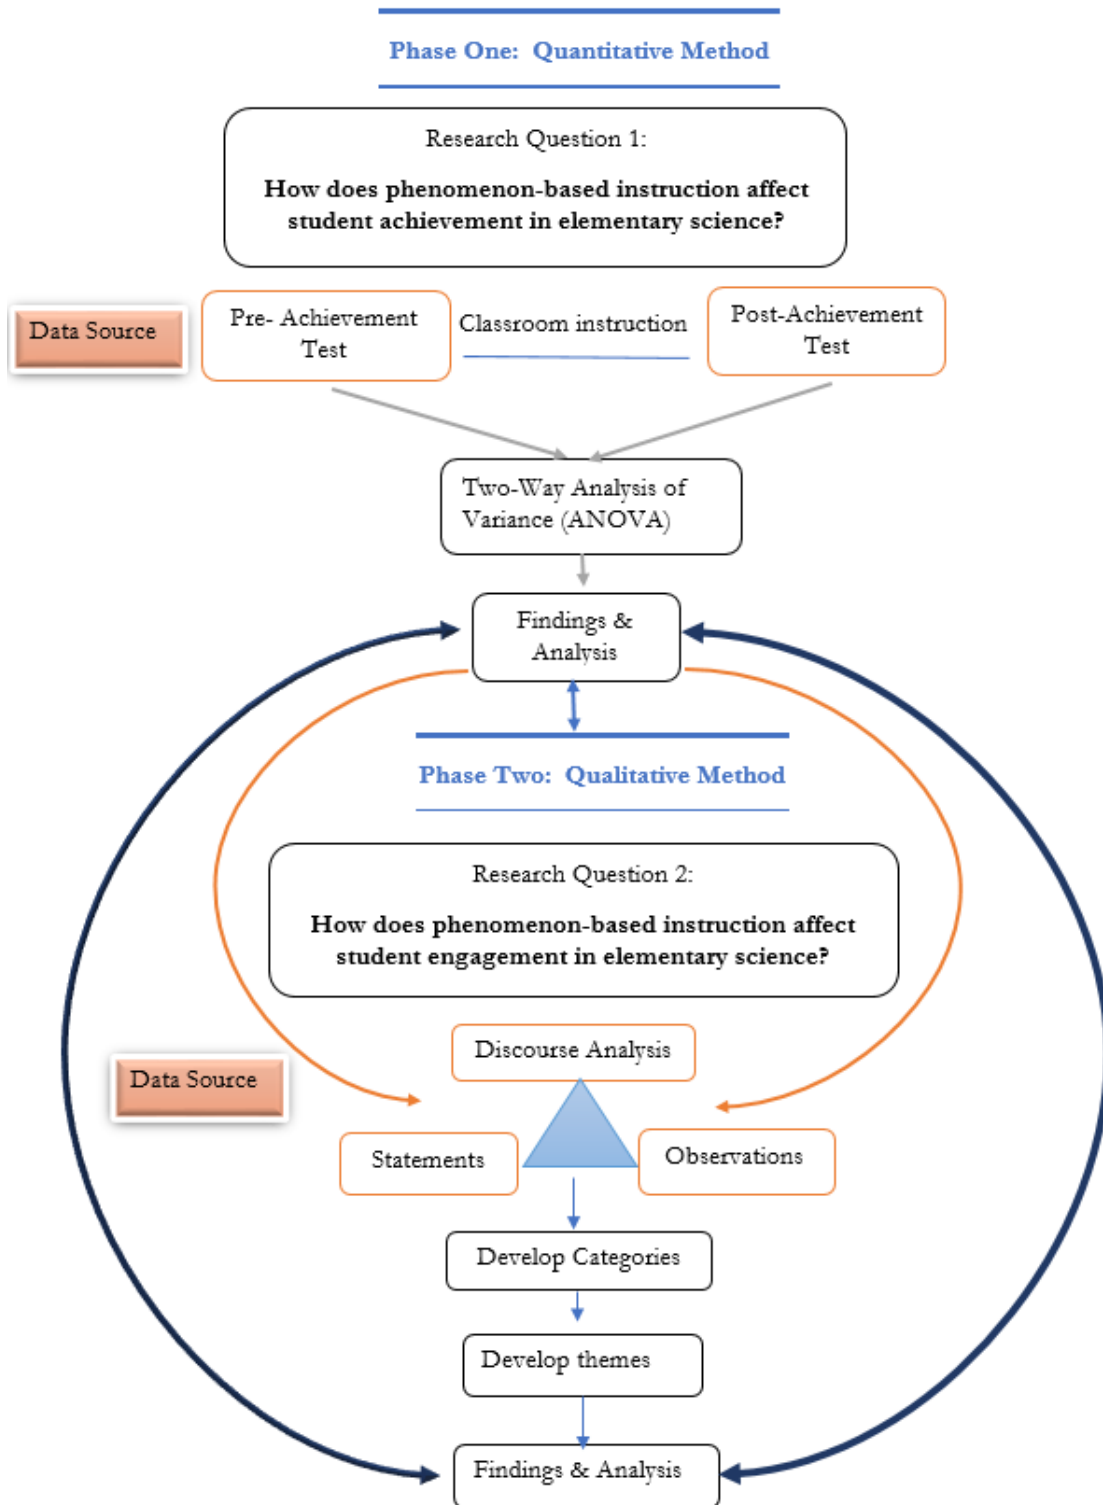 Phase One:  Quantitative Method
Research Question 1:
How does phenomenon-based instruction affect
student achievement in elementary science?
Data Source
Pre- Achievement
Test
Classroom instruction
Post-Achievement
Test
Two-Way Analysis of
Variance (ANOVA)
Findings &
Analysis
Phase Two:  Qualitative Method
Research Question 2:
How does phenomenon-based instruction affect
student engagement in elementary science?
Discourse Analysis
Data Source
Statements
Observations
Develop Categories
Develop themes
Findings & Analysis